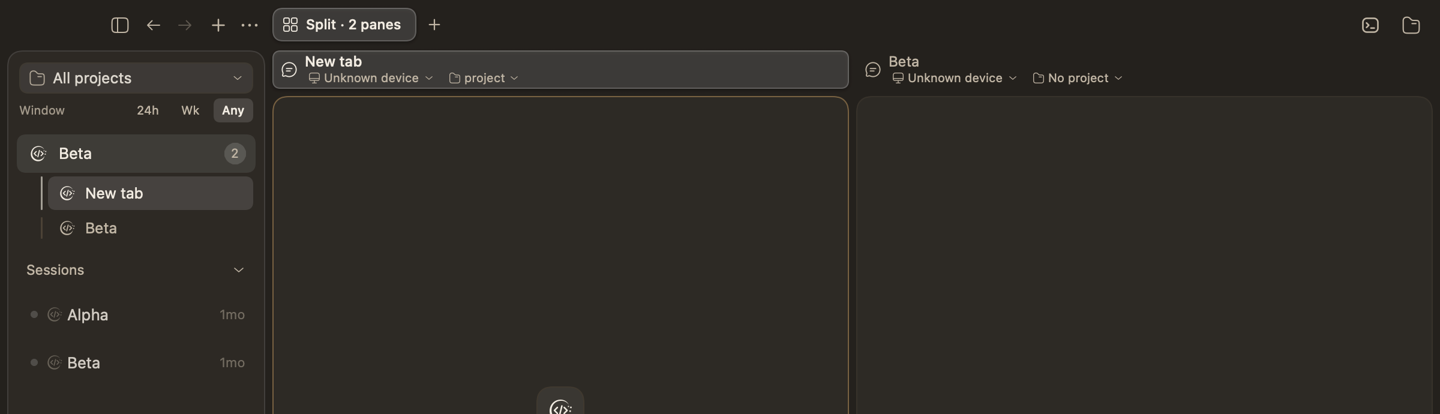 Split · 2 panes
All projects
Window 24h Wk Any
Beta 2
New tab
Beta
Sessions
Alpha 1mo
Beta 1mo
New tab
Unknown device project
Beta
Unknown device No project